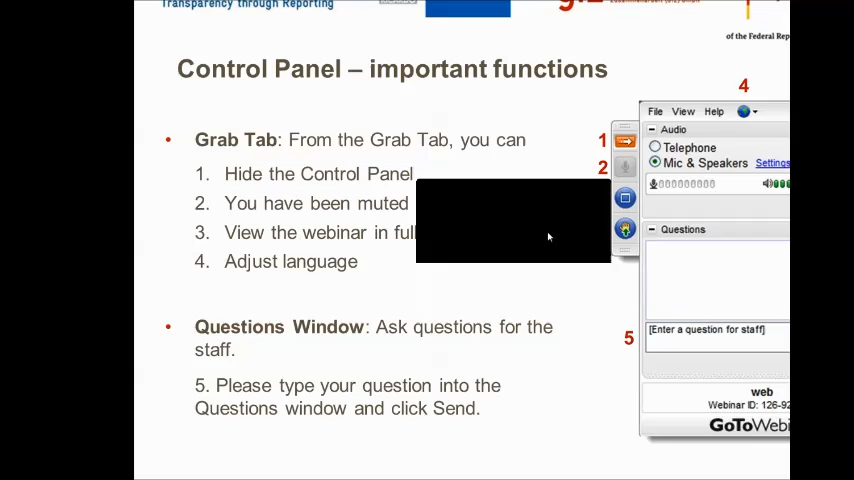 Transparency through Reporting
of the Federal
Control Panel – important functions
4
• Grab Tab: From the Grab Tab, you can
1. Hide the Control Panel
2. You have been muted
3. View the webinar in full
4. Adjust language
• Questions Window: Ask questions for the
staff.
5. Please type your question into the
Questions window and click Send.
1
2
5
File View Help
Audio
Telephone
Mic & Speakers Settings
Questions
[Enter a question for staff]
web
Webinar ID: 126-92
GoToWebi